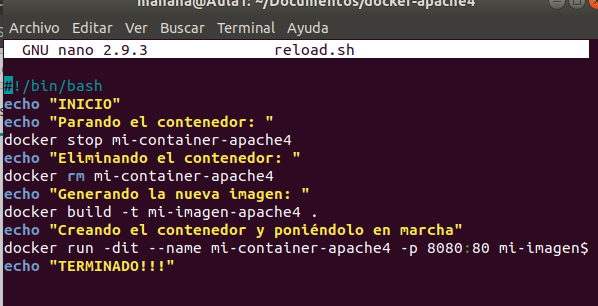 manana@Aula1: ~/Documentos/docker-apache4
Archivo Editar Ver Buscar Terminal Ayuda
GNU nano 2.9.3 reload.sh
#!/bin/bash
echo "INICIO"
echo "Parando el contenedor: "
docker stop mi-container-apache4
echo "Eliminando el contenedor: "
docker rm mi-container-apache4
echo "Generando la nueva imagen: "
docker build -t mi-imagen-apache4 .
echo "Creando el contenedor y poniéndolo en marcha"
docker run -dit --name mi-container-apache4 -p 8080:80 mi-imagen$
echo "TERMINADO!!!"